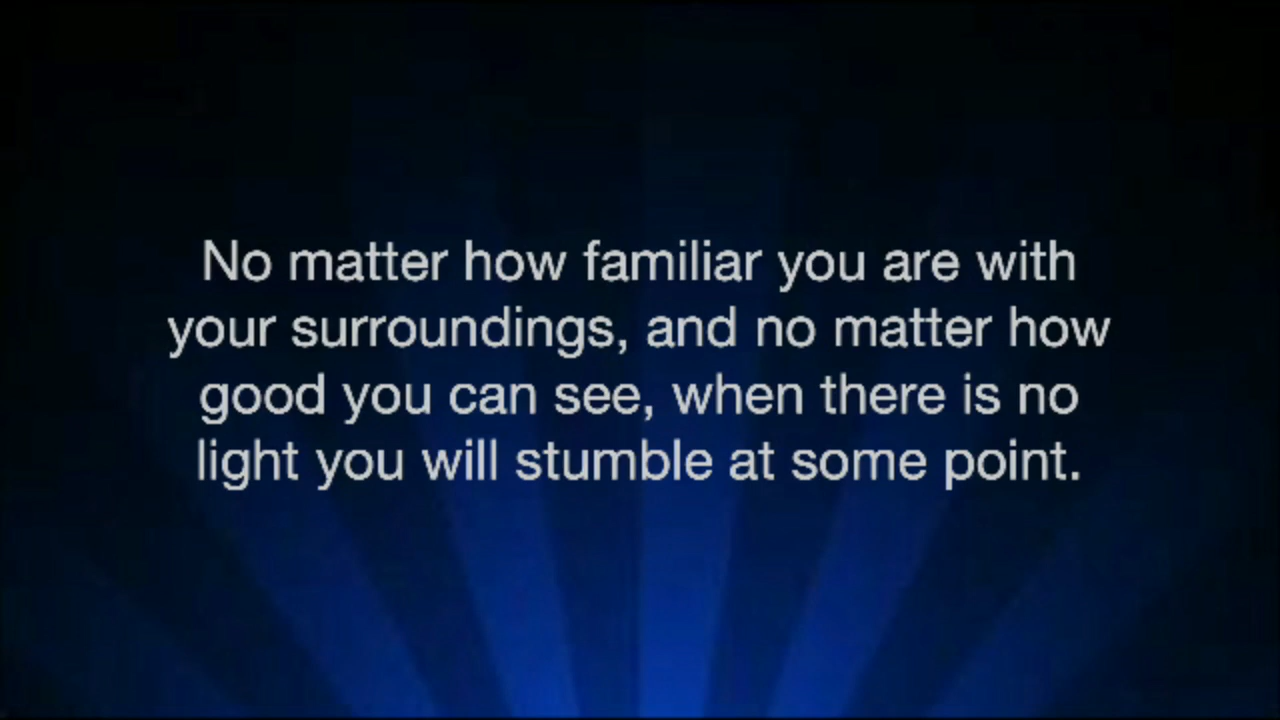 No matter how familiar you are with
your surroundings, and no matter how
good you can see, when there is no
light you will stumble at some point.